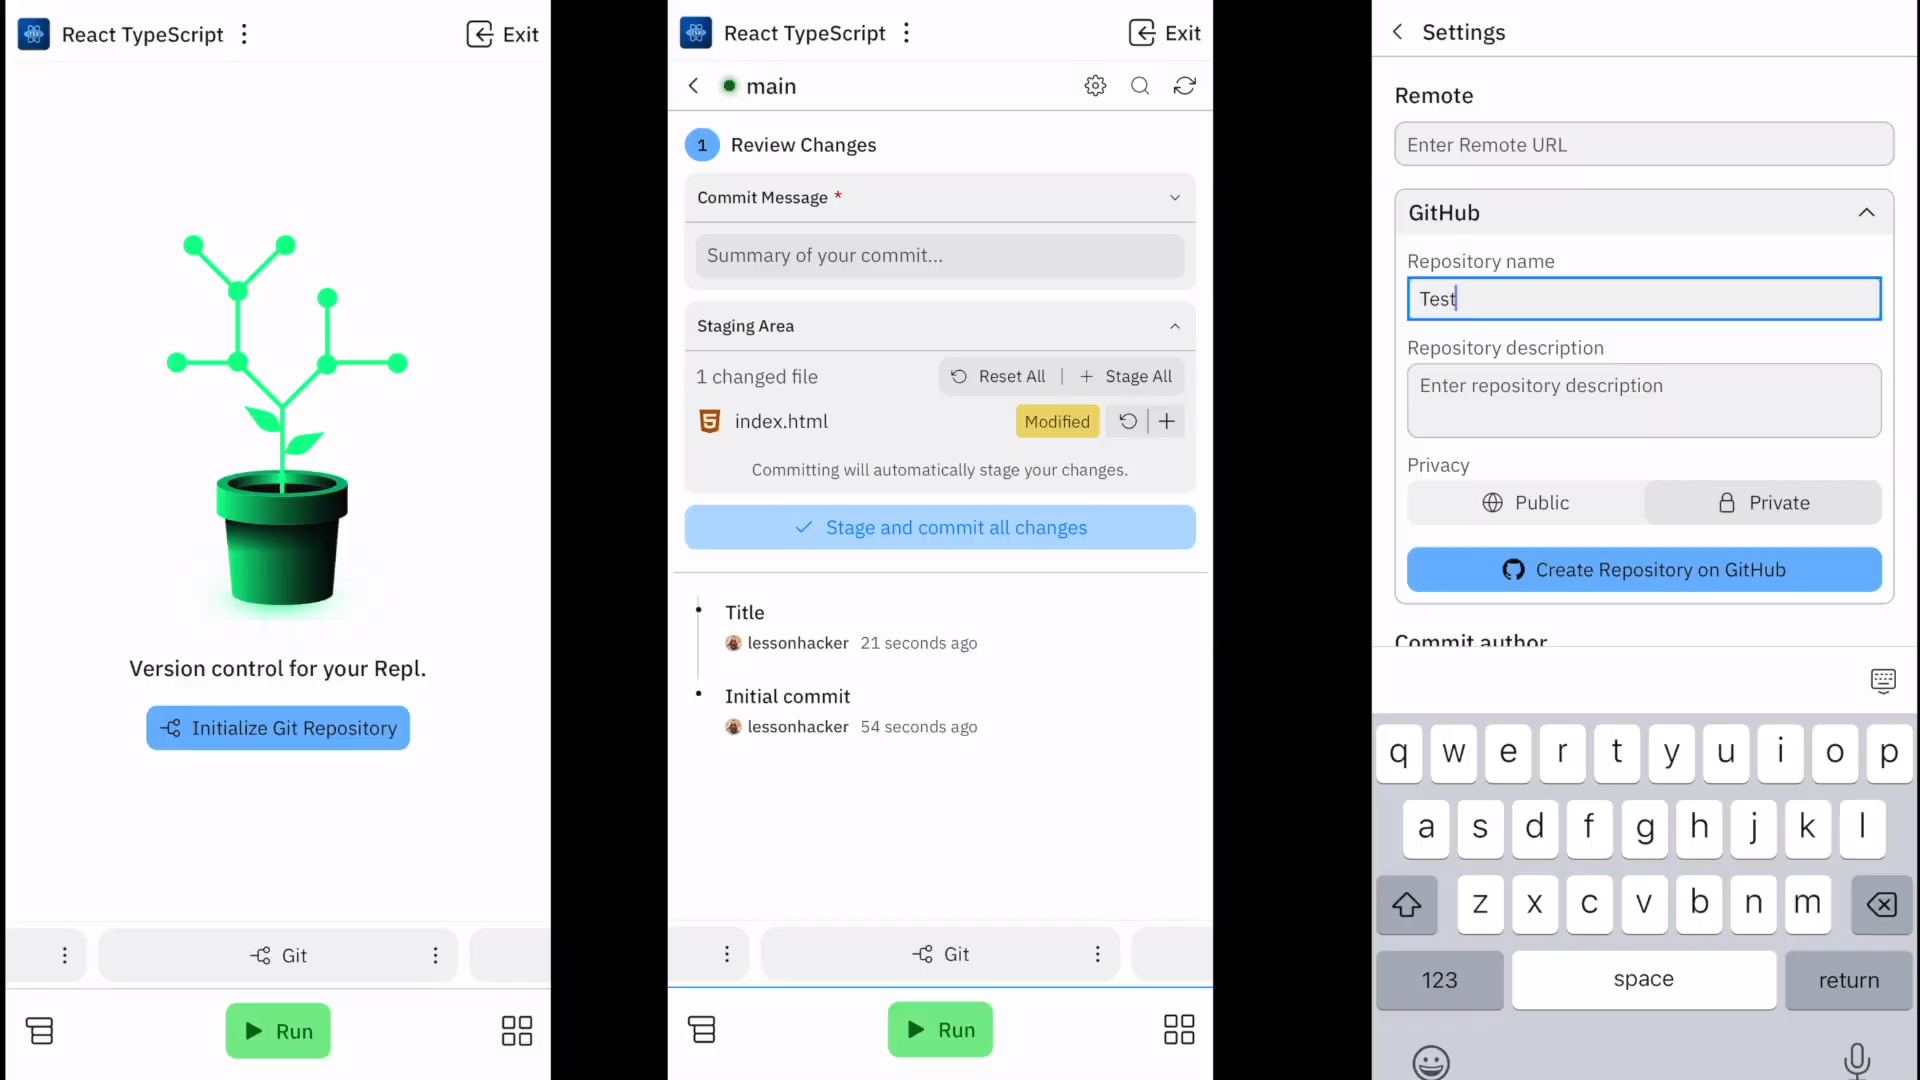 React TypeScript
Exit
Version control for your Repl.
Initialize Git Repository
Git
Run
React TypeScript
Exit
main
1 Review Changes
Commit Message *
Summary of your commit...
Staging Area
1 changed file
Reset All
Stage All
index.html
Modified
Committing will automatically stage your changes.
Stage and commit all changes
Title
lessonhacker 21 seconds ago
Initial commit
lessonhacker 54 seconds ago
Git
Run
Settings
Remote
Enter Remote URL
GitHub
Repository name
Test
Repository description
Enter repository description
Privacy
Public
Private
Create Repository on GitHub
Commit author
q w e r t y u i o p
a s d f g h j k l
z x c v b n m
123 space return